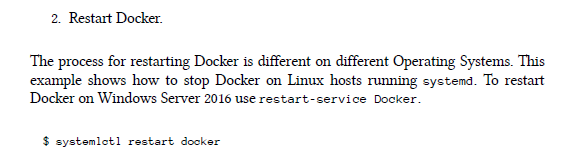 2. Restart Docker.
The process for restarting Docker is different on different Operating Systems. This
example shows how to stop Docker on Linux hosts running systemd. To restart
Docker on Windows Server 2016 use restart-service Docker.
$ systemlctl restart docker